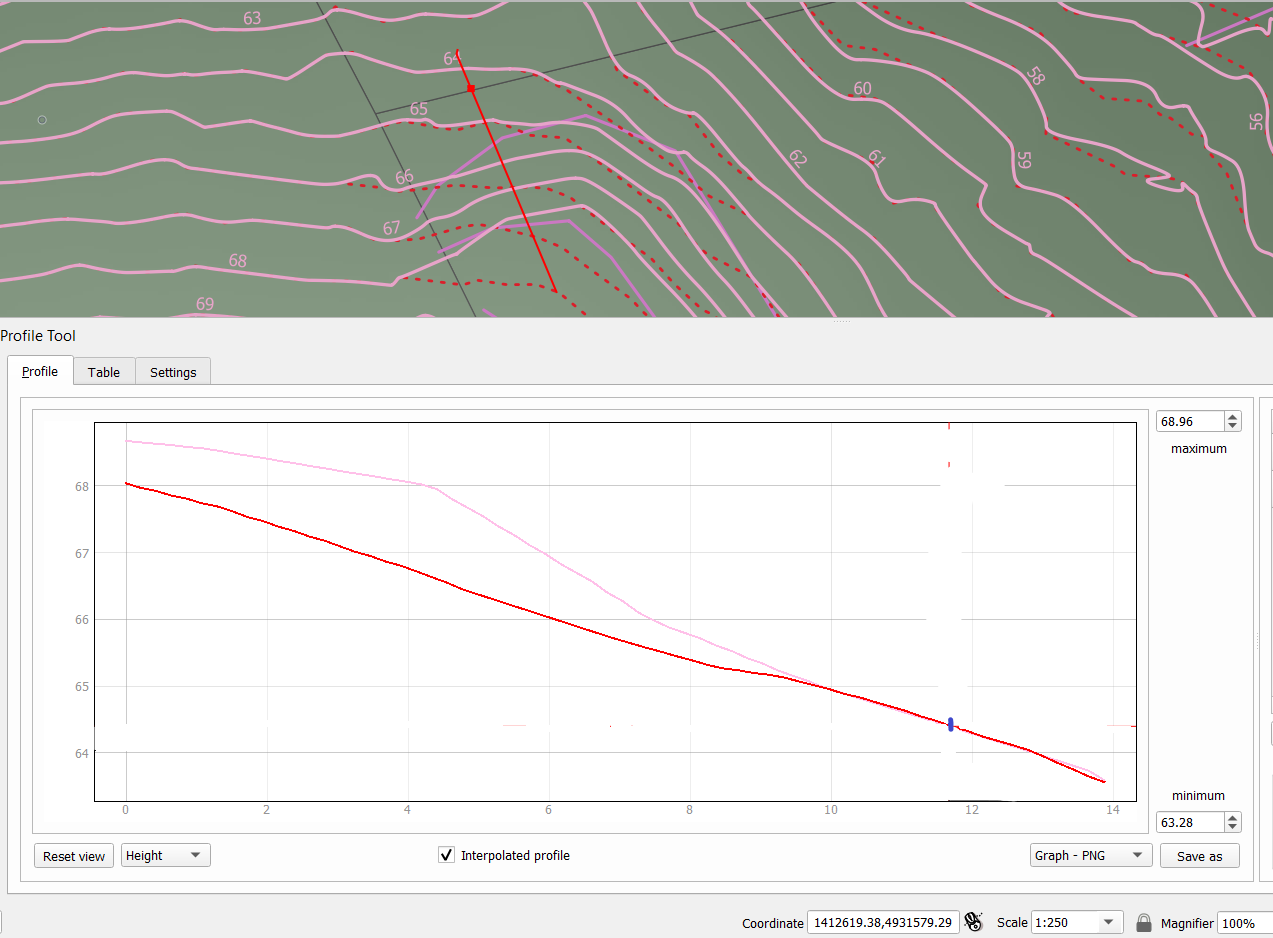 63
64
58
60
65
56
59
62
61
66
67
68
69
Profile Tool
Profile Table Settings
68.96
maximum
68
67
66
65
64
minimum
63.28
0 2 4 6 8 10 12 14
Reset view Height Interpolated profile Graph - PNG Save as
Coordinate 1412619.38,4931579.29 Scale 1:250 Magnifier 100%